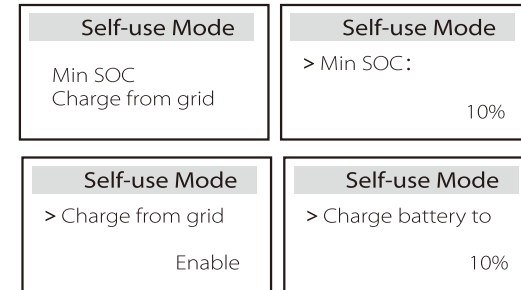 Self-use Mode
Min SOC
Charge from grid
Self-use Mode
> Min SOC:
10%
Self-use Mode
> Charge from grid
Enable
Self-use Mode
> Charge battery to
10%